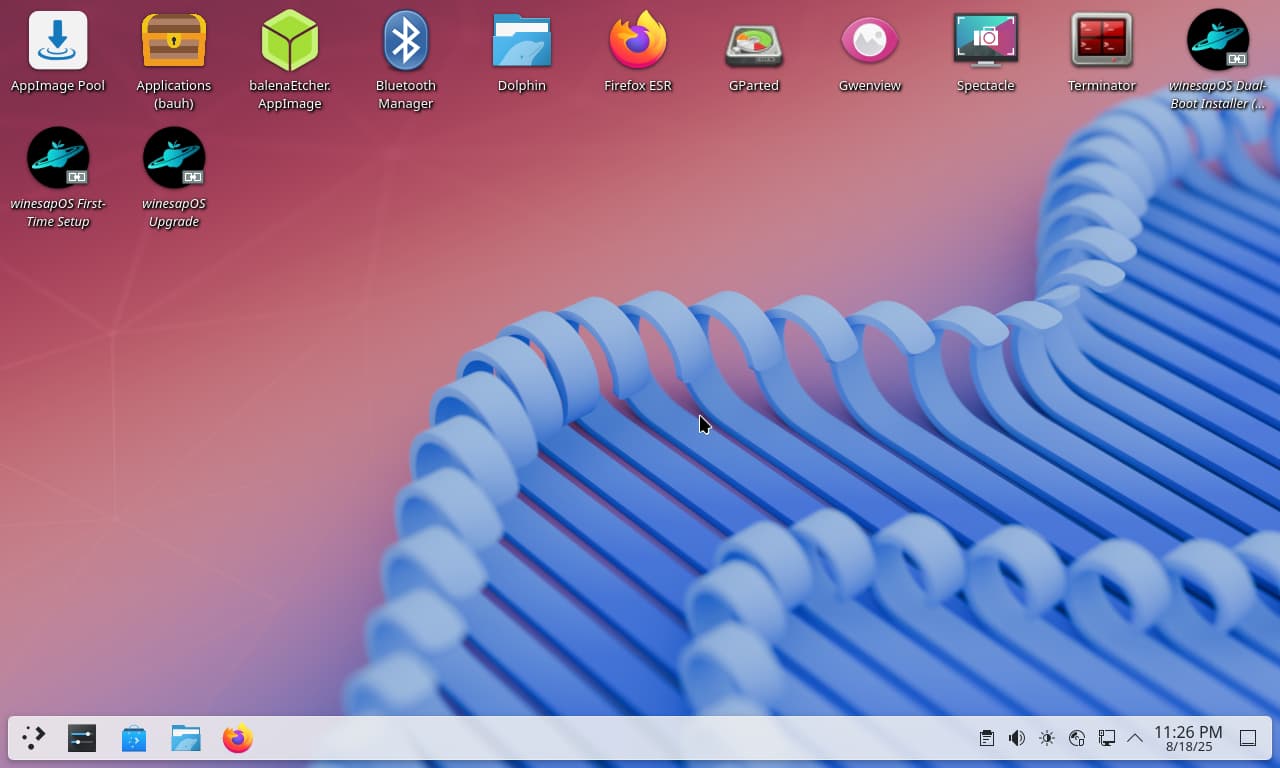 AppImage Pool
Applications
(bauh)
balenaEtcher.
AppImage
Bluetooth
Manager
Dolphin
Firefox ESR
GParted
Gwenview
Spectacle
Terminator
winesapOS Dual-
Boot Installer (...
winesapOS First-
Time Setup
winesapOS
Upgrade
11:26 PM
8/18/25